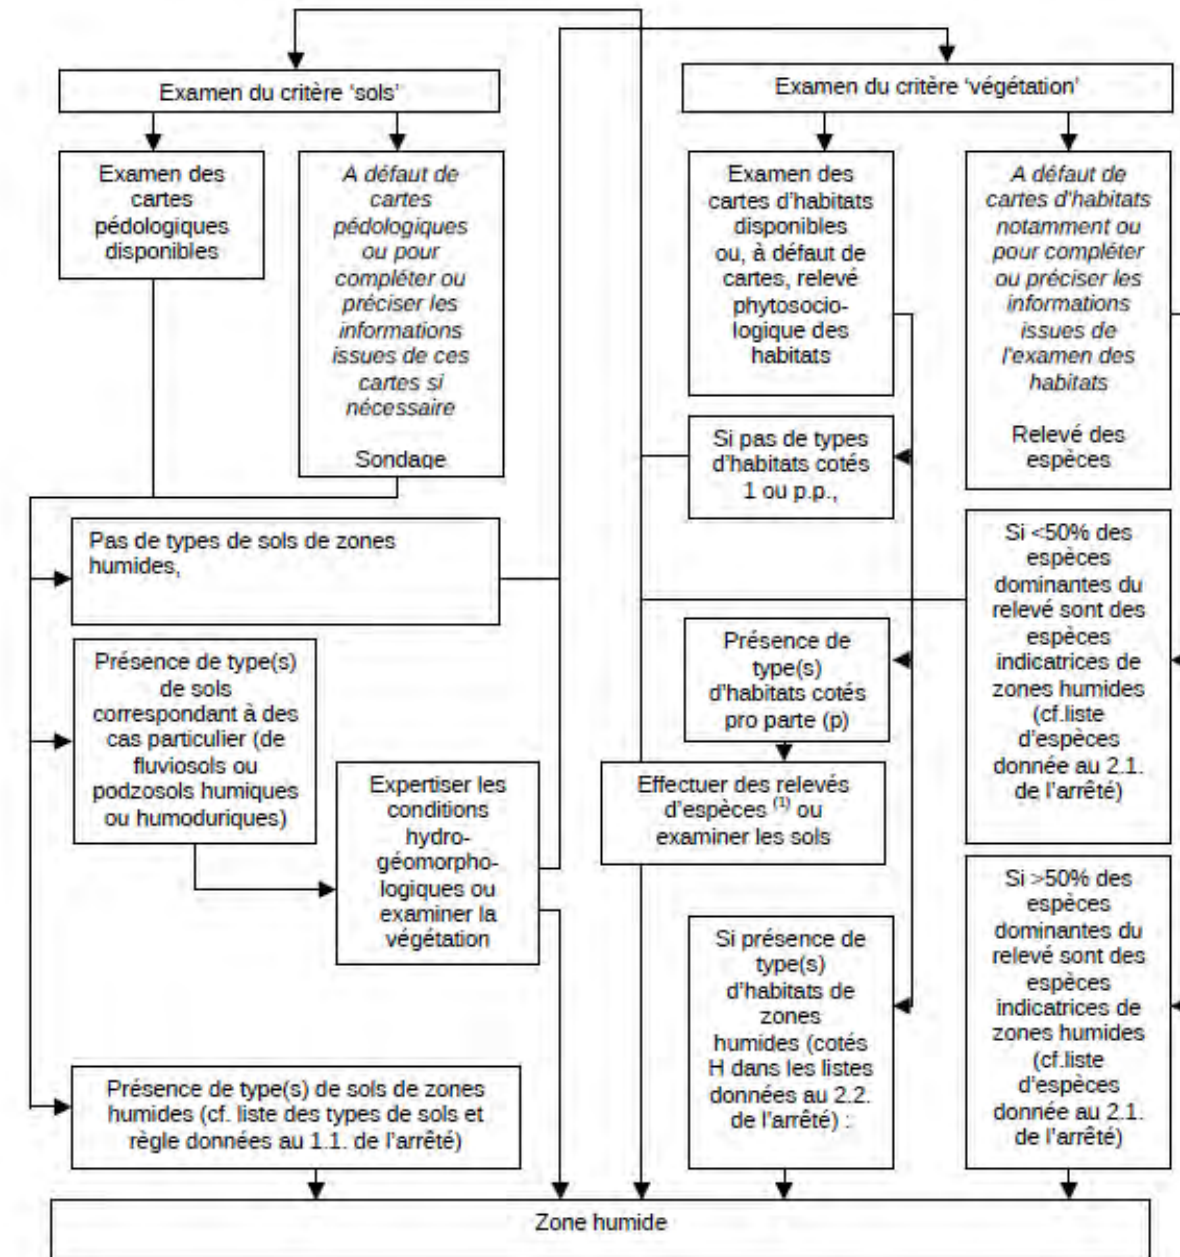 Examen du critère ‘sols’
Examen des
cartes
pédologiques
disponibles
A défaut de
cartes
pédologiques
ou pour
compléter ou
préciser les
informations
issues de ces
cartes si
nécessaire
Sondage
Pas de types de sols de zones
humides,
Présence de type(s)
de sols
correspondant à des
cas particulier (de
fluviosols ou
podzosols humiques
ou humoduriques)
Expertiser les
conditions
hydro-
géomorpho-
logiques ou
examiner la
végétation
Présence de type(s) de sols de zones
humides (cf. liste des types de sols et
règle données au 1.1. de l’arrêté)
Examen du critère ‘végétation’
Examen des
cartes d’habitats
disponibles
ou, à défaut de
cartes, relevé
phytosocio-
logique des
habitats
Si pas de types
d’habitats cotés
1 ou p.p.,
Présence de
type(s)
d’habitats cotés
pro parte (p)
Effectuer des relevés
d’espèces (1) ou
examiner les sols
Si présence de
type(s)
d’habitats de
zones
humides (cotés
H dans les listes
données au 2.2.
de l’arrêté) :
A défaut de
cartes d’habitats
notamment ou
pour compléter
ou préciser les
informations
issues de
l’examen des
habitats
Relevé des
espèces
Si <50% des
espèces
dominantes du
relevé sont des
espèces
indicatrices de
zones humides
(cf.liste
d’espèces
donnée au 2.1.
de l’arrêté)
Si >50% des
espèces
dominantes du
relevé sont des
espèces
indicatrices de
zones humides
(cf.liste
d’espèces
donnée au 2.1.
de l’arrêté)
Zone humide